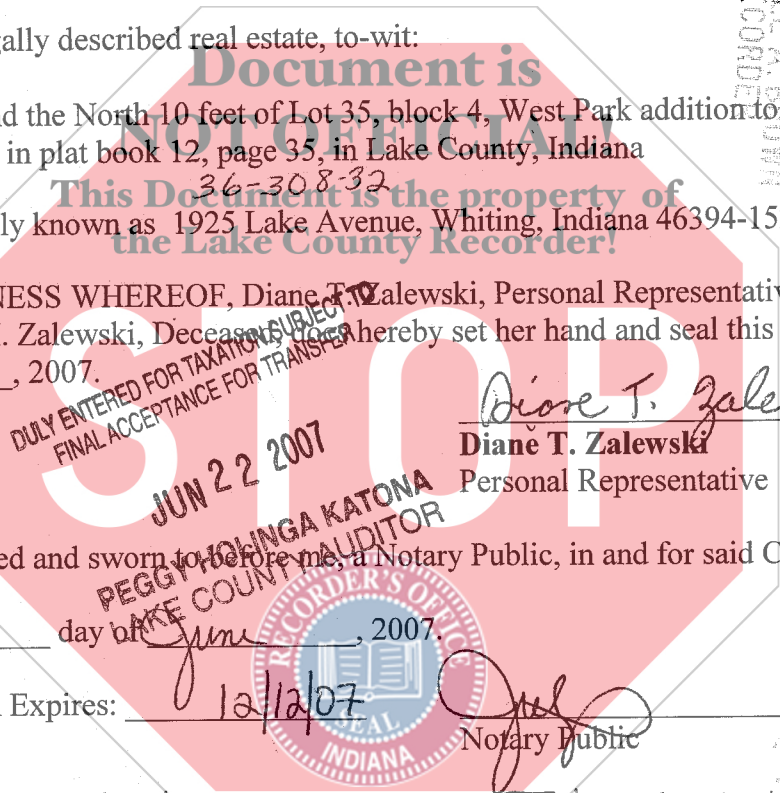 gally described real estate, to-wit:
Document is
d the North 10 feet of Lot 35, block 4, West Park addition to
NOT OFFICIAL!
in plat book 12, page 35, in Lake County, Indiana
36-308-32
This Document is the property of
ly known as 1925 Lake Avenue, Whiting, Indiana 46394-15
the Lake County Recorder!
NESS WHEREOF, Diane T. Zalewski, Personal Representativ
. Zalewski, Deceased, does hereby set her hand and seal this
, 2007.
DULY ENTERED FOR TAXATION SUBJECT TO
FINAL ACCEPTANCE FOR TRANSFER
STOP
Diane T. Zale
Diane T. Zalewski
Personal Representative
JUN 22 2007
PEGGY HOLINGA KATONA
LAKE COUNTY AUDITOR
ed and sworn to before me, a Notary Public, in and for said C
day of June, 2007.
RECORDER'S OFFICE
SEAL
INDIANA
Expires: 12/12/07
Notary Public